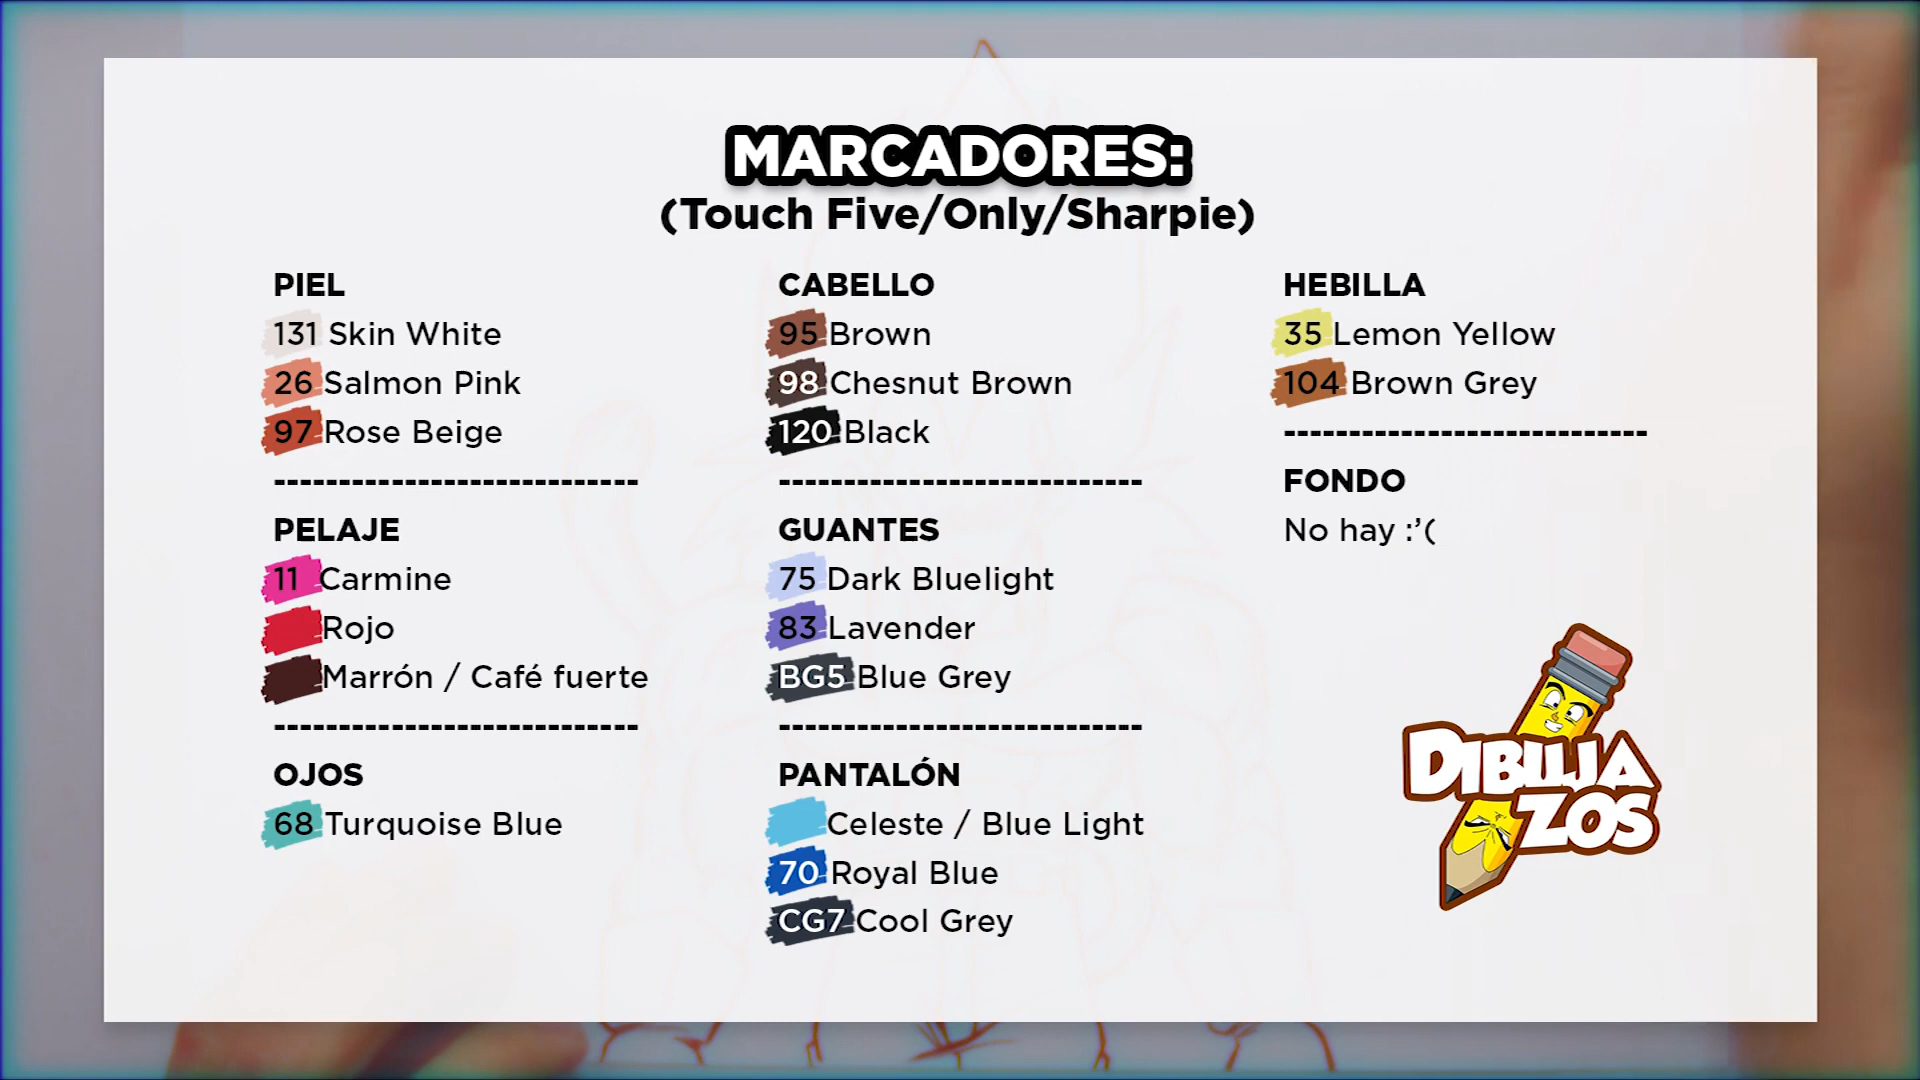 MARCADORES:
(Touch Five/Only/Sharpie)
PIEL
131 Skin White
26 Salmon Pink
97 Rose Beige
---------------------------
PELAJE
11 Carmine
Rojo
Marrón / Café fuerte
---------------------------
OJOS
68 Turquoise Blue
CABELLO
95 Brown
98 Chesnut Brown
120 Black
---------------------------
GUANTES
75 Dark Bluelight
83 Lavender
BG5 Blue Grey
---------------------------
PANTALÓN
Celeste / Blue Light
70 Royal Blue
CG7 Cool Grey
HEBILLA
35 Lemon Yellow
104 Brown Grey
---------------------------
FONDO
No hay :’(
DIBUJA
ZOS